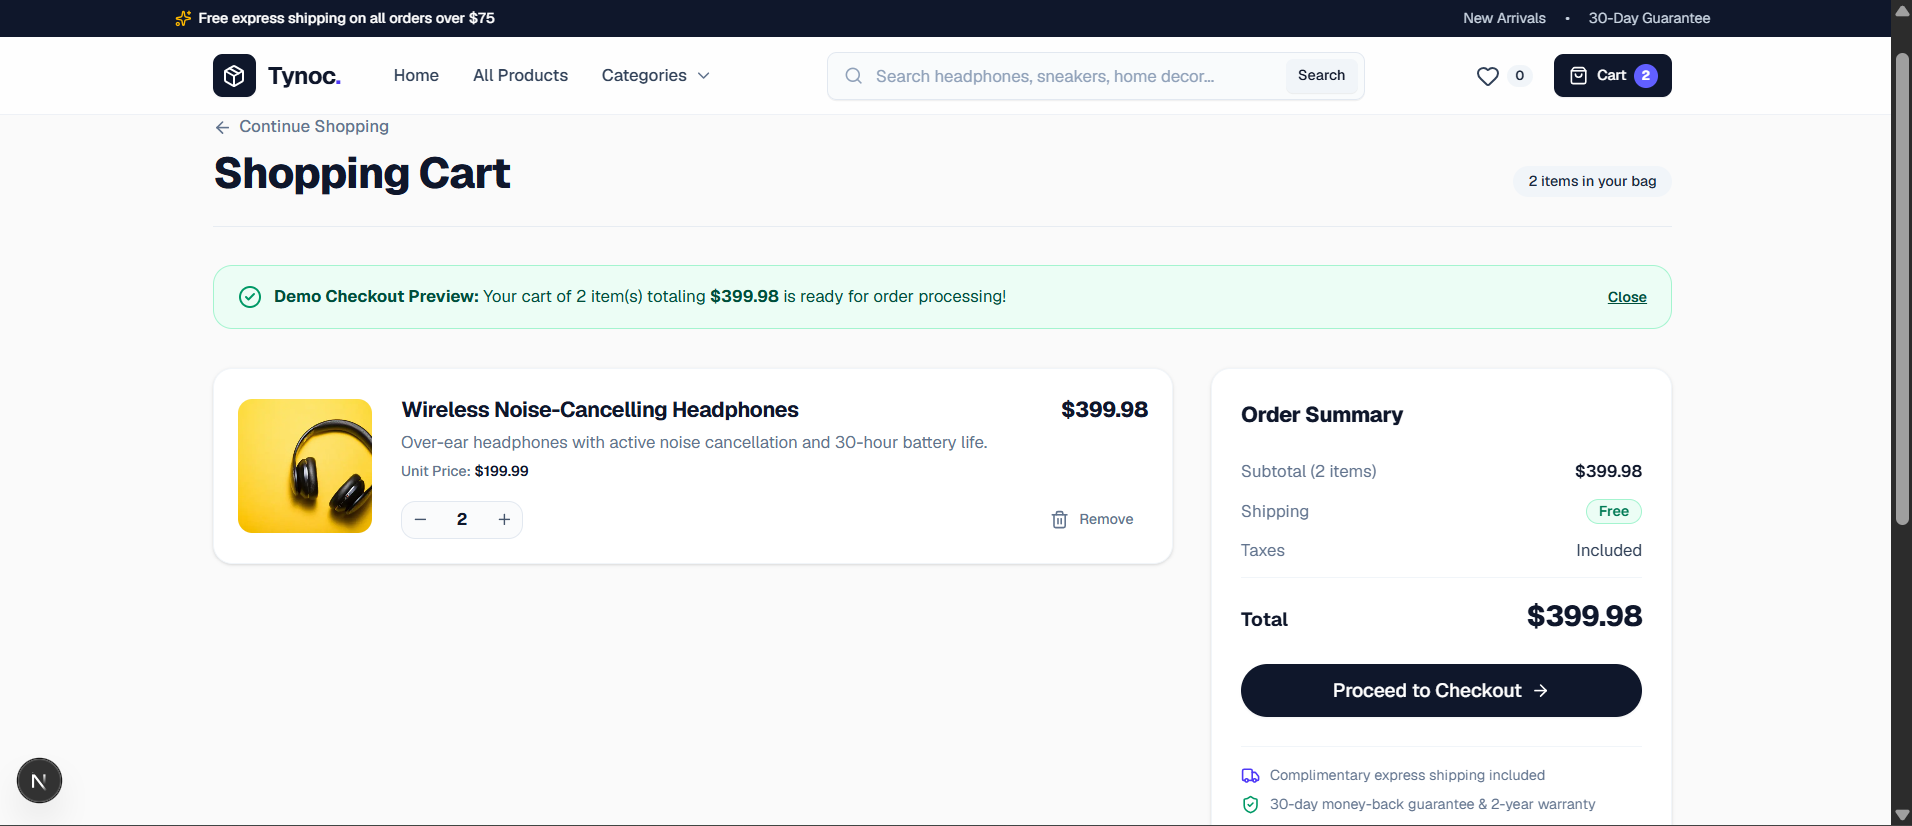 Free express shipping on all orders over $75
New Arrivals • 30-Day Guarantee
Tynoc.
Home
All Products
Categories
Search headphones, sneakers, home decor...
Search
0
Cart 2
Continue Shopping
Shopping Cart
2 items in your bag
Demo Checkout Preview: Your cart of 2 item(s) totaling $399.98 is ready for order processing!
Close
Wireless Noise-Cancelling Headphones
$399.98
Over-ear headphones with active noise cancellation and 30-hour battery life.
Unit Price: $199.99
− 2 +
Remove
Order Summary
Subtotal (2 items) $399.98
Shipping Free
Taxes Included
Total $399.98
Proceed to Checkout →
Complimentary express shipping included
30-day money-back guarantee & 2-year warranty
N